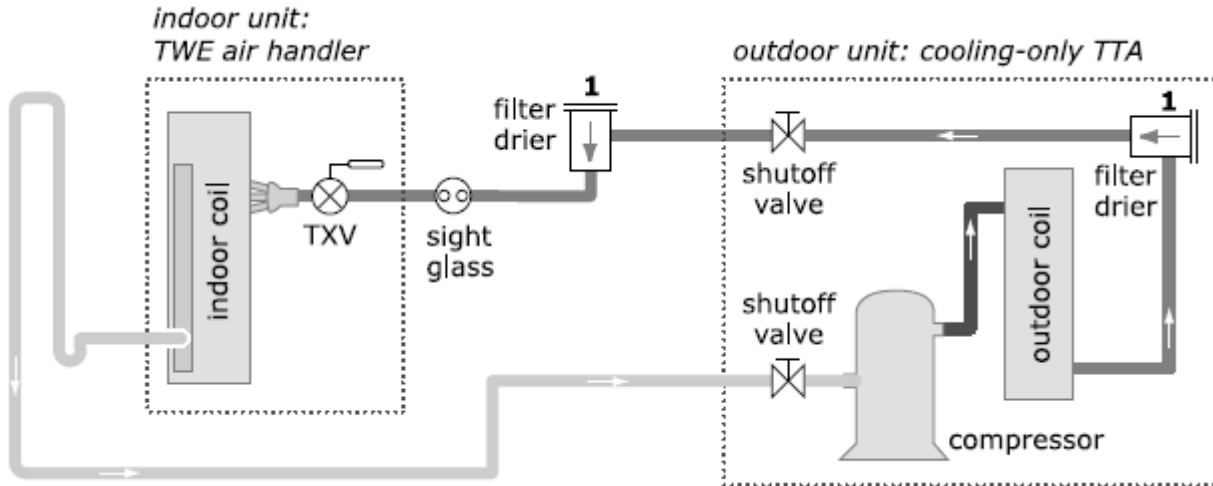 indoor unit:
TWE air handler
outdoor unit: cooling-only TTA
1
filter
drier
shutoff
valve
1
filter
drier
indoor coil
TXV
sight
glass
shutoff
valve
outdoor coil
compressor